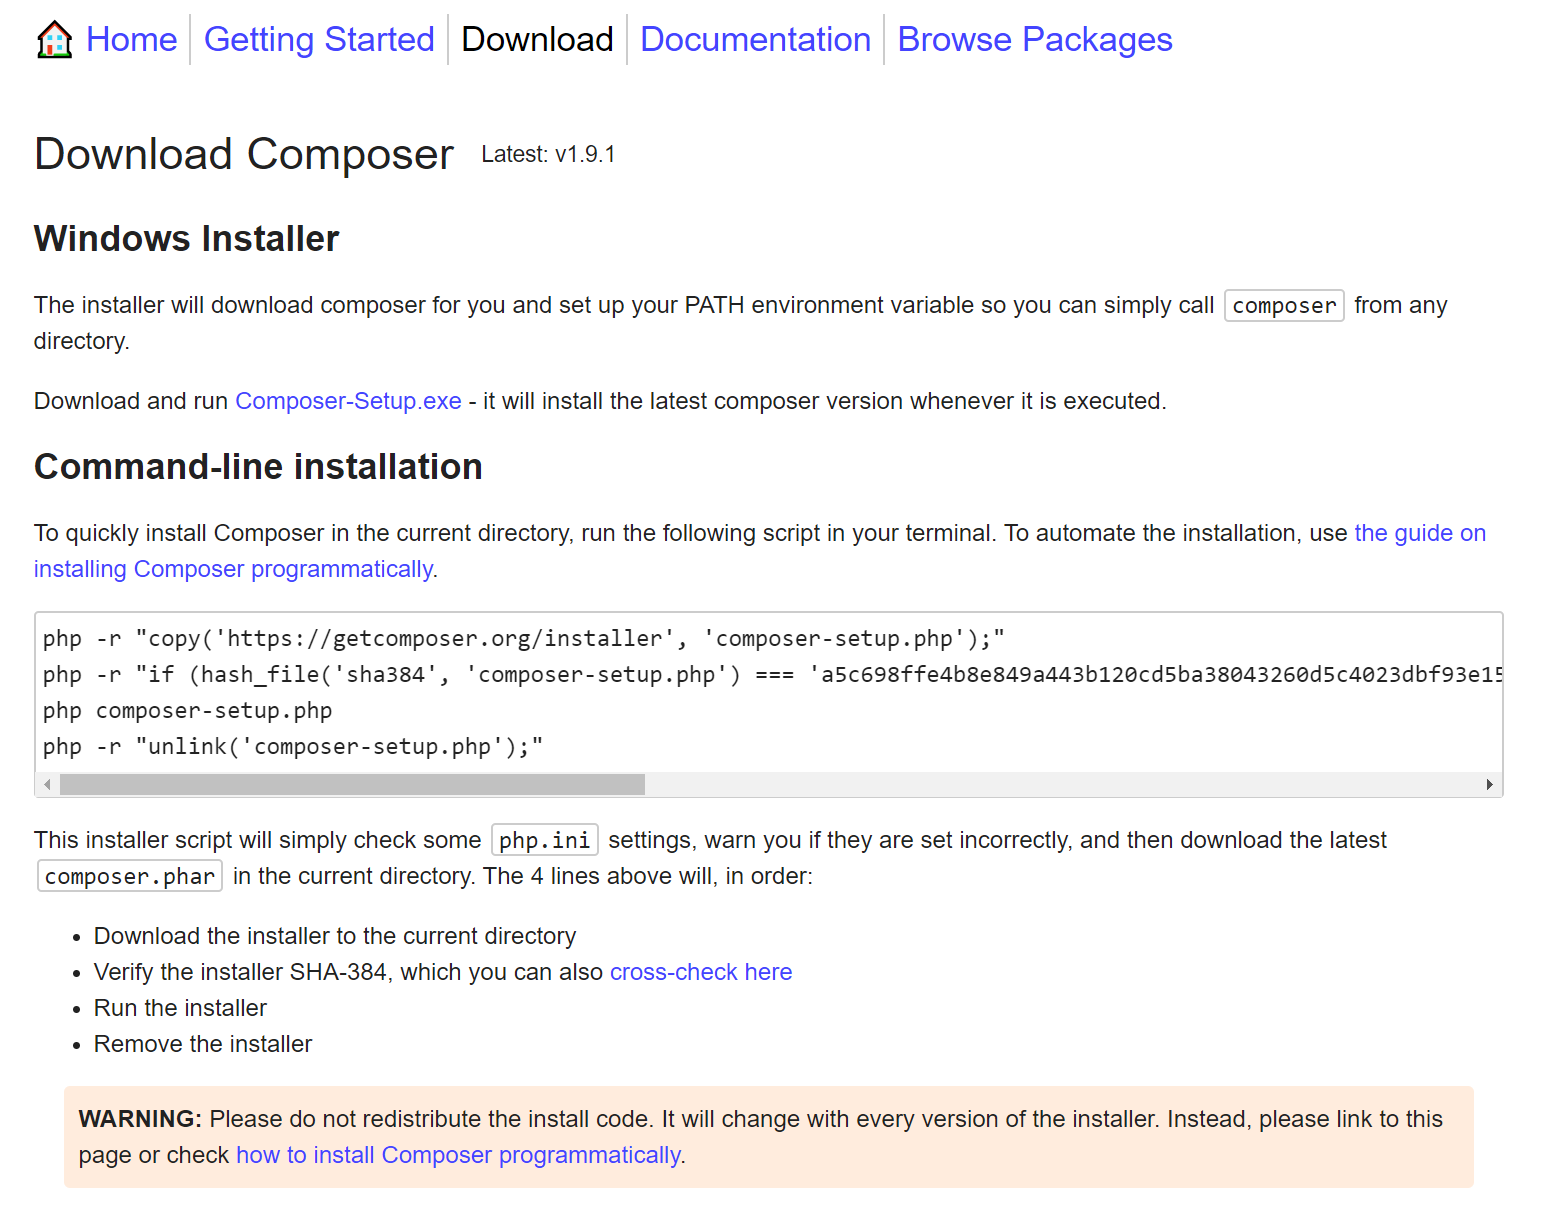 Home Getting Started Download Documentation Browse Packages
Download Composer Latest: v1.9.1
Windows Installer
The installer will download composer for you and set up your PATH environment variable so you can simply call composer from any
directory.
Download and run Composer-Setup.exe - it will install the latest composer version whenever it is executed.
Command-line installation
To quickly install Composer in the current directory, run the following script in your terminal. To automate the installation, use the guide on
installing Composer programmatically.
php -r "copy('https://getcomposer.org/installer', 'composer-setup.php');"
php -r "if (hash_file('sha384', 'composer-setup.php') === 'a5c698ffe4b8e849a443b120cd5ba38043260d5c4023dbf93e15
php composer-setup.php
php -r "unlink('composer-setup.php');"
This installer script will simply check some php.ini settings, warn you if they are set incorrectly, and then download the latest
composer.phar in the current directory. The 4 lines above will, in order:
• Download the installer to the current directory
• Verify the installer SHA-384, which you can also cross-check here
• Run the installer
• Remove the installer
WARNING: Please do not redistribute the install code. It will change with every version of the installer. Instead, please link to this
page or check how to install Composer programmatically.